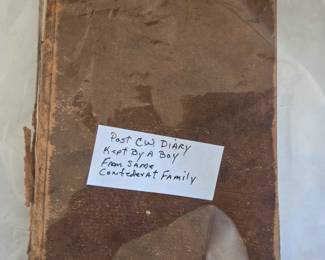 Post CW Diary
Kept By A Boy
From Same
Confederat Family